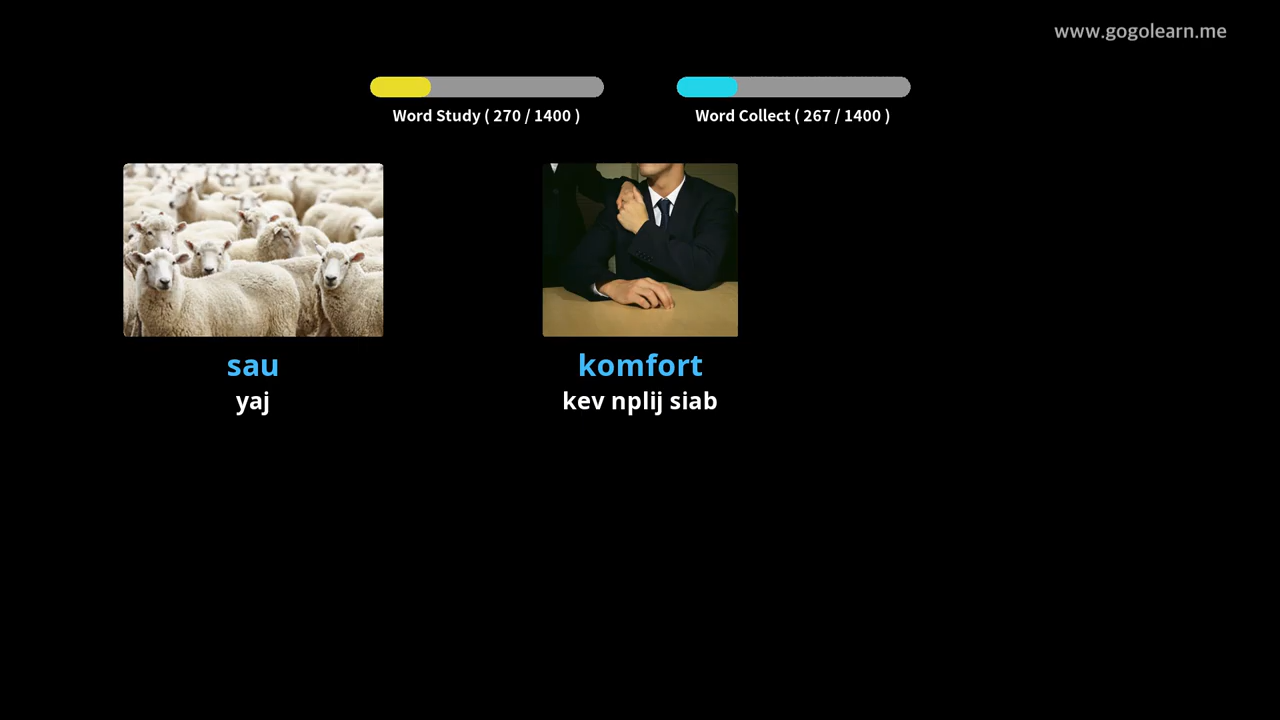 www.gogolearn.me
Word Study ( 270 / 1400 )
Word Collect ( 267 / 1400 )
sau
yaj
komfort
kev nplij siab